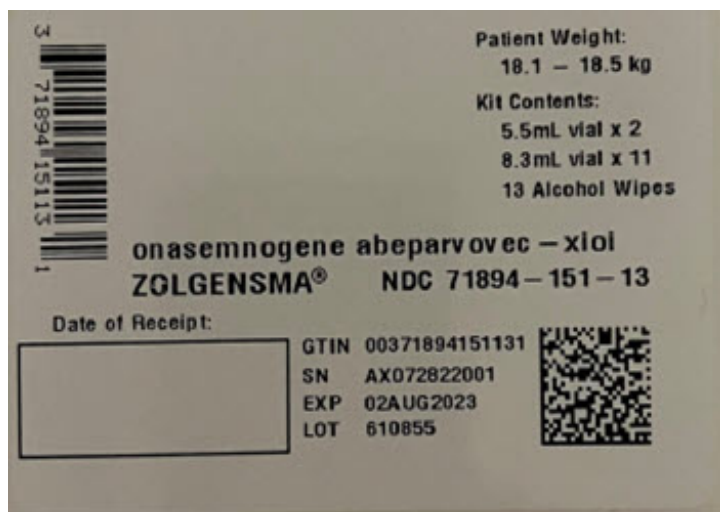 Patient Weight:
18.1 – 18.5 kg
Kit Contents:
5.5mL vial x 2
8.3mL vial x 11
13 Alcohol Wipes
3 71894 15113 1
onasemnogene abeparvovec – xioi
ZOLGENSMA® NDC 71894–151–13
Date of Receipt:
GTIN 00371894151131
SN AX072822001
EXP 02AUG2023
LOT 610855